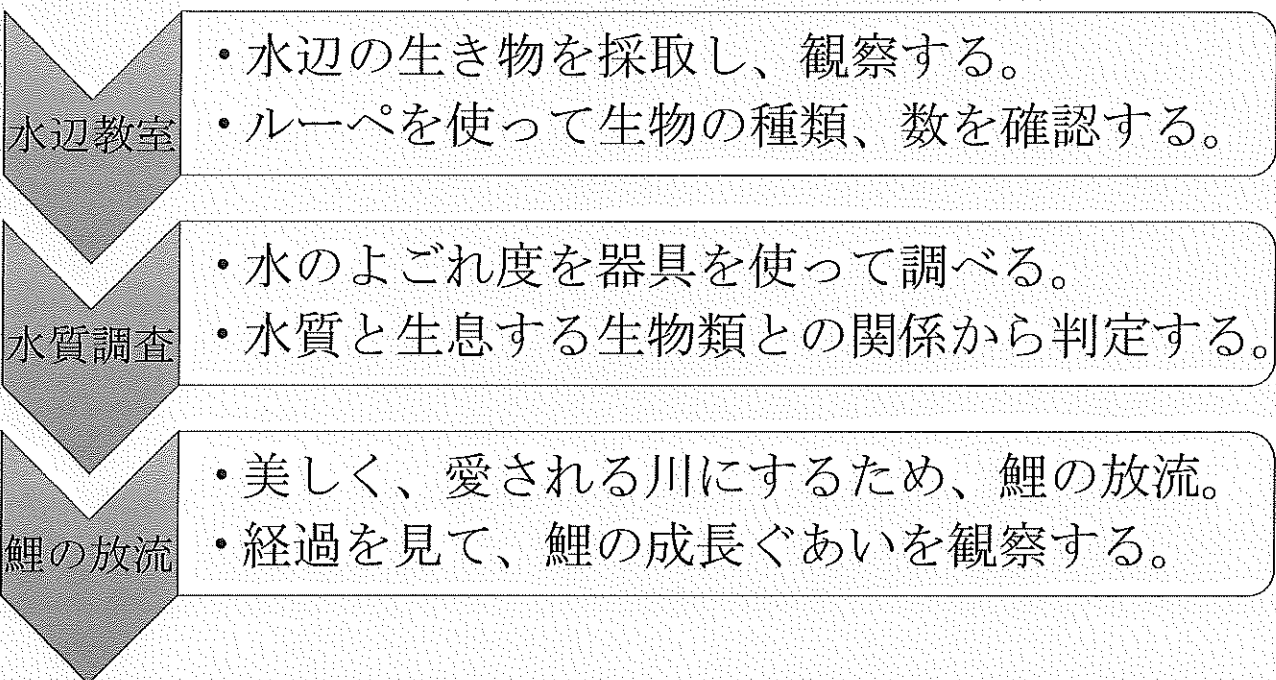 水辺教室
・水辺の生き物を採取し、観察する。
・ルーペを使って生物の種類、数を確認する。
水質調査
・水のよごれ度を器具を使って調べる。
・水質と生息する生物類との関係から判定する。
鯉の放流
・美しく、愛される川にするため、鯉の放流。
・経過を見て、鯉の成長ぐあいを観察する。